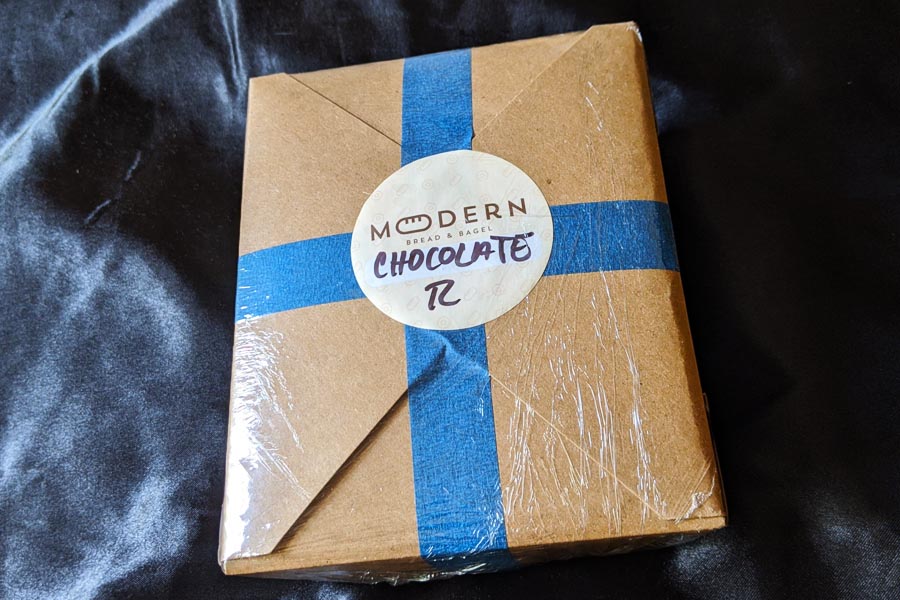 MODERN
BREAD & BAGEL
CHOCOLATE